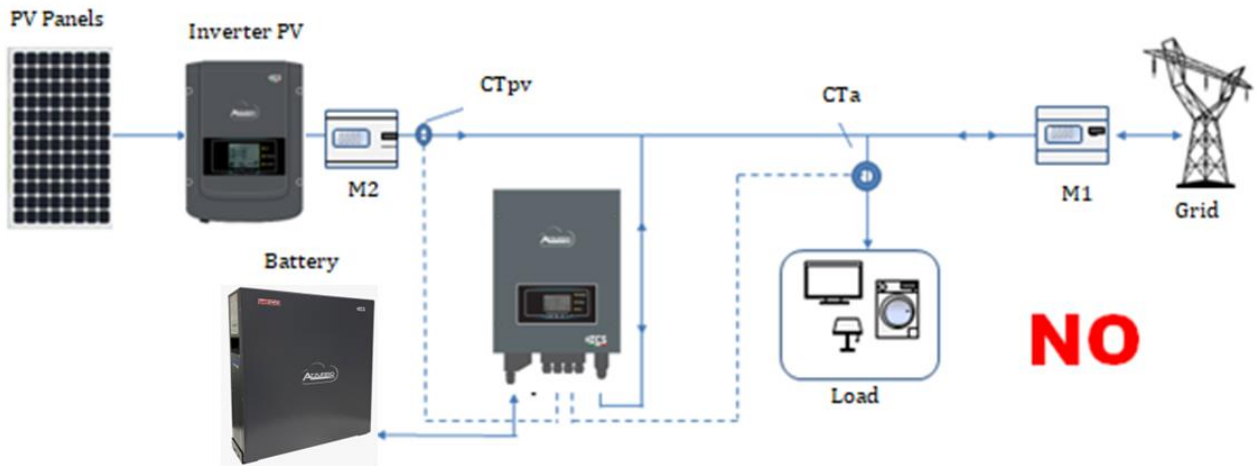 PV Panels
Inverter PV
CTpv
CTa
M2
M1
Grid
Battery
Load
NO